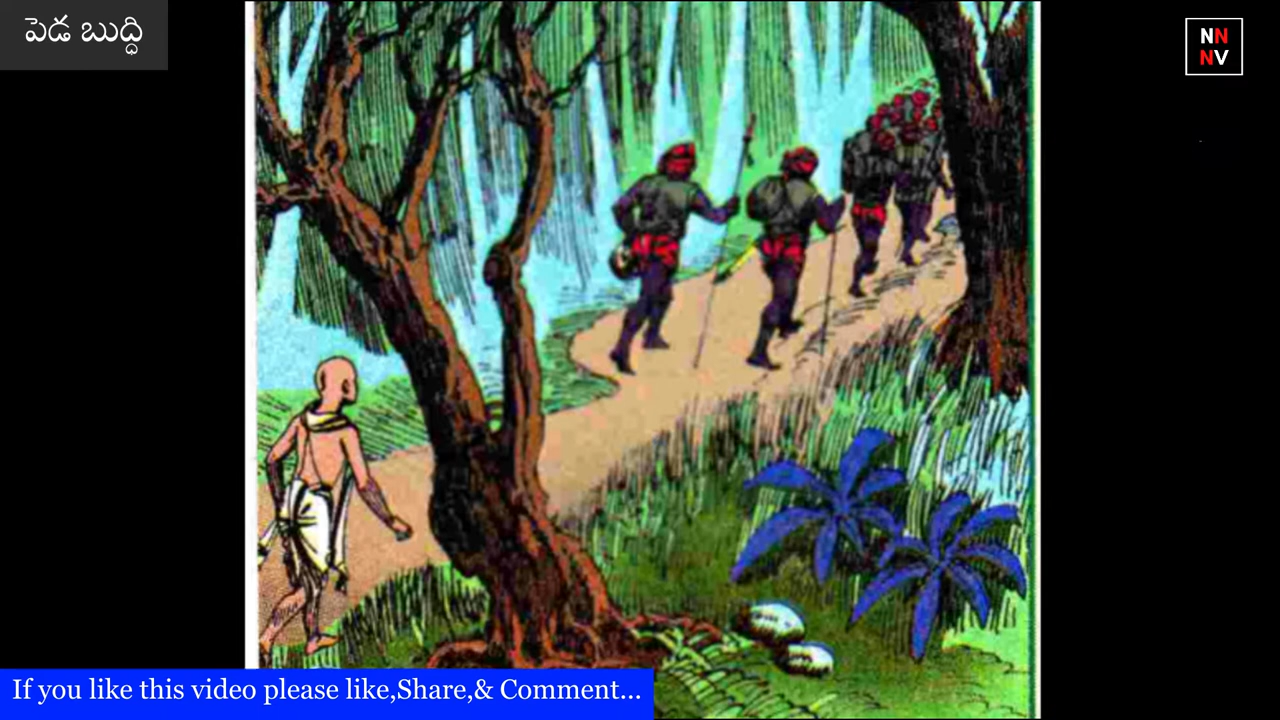 పెడ బుద్ధి
NN
NV
If you like this video please like,Share,& Comment...